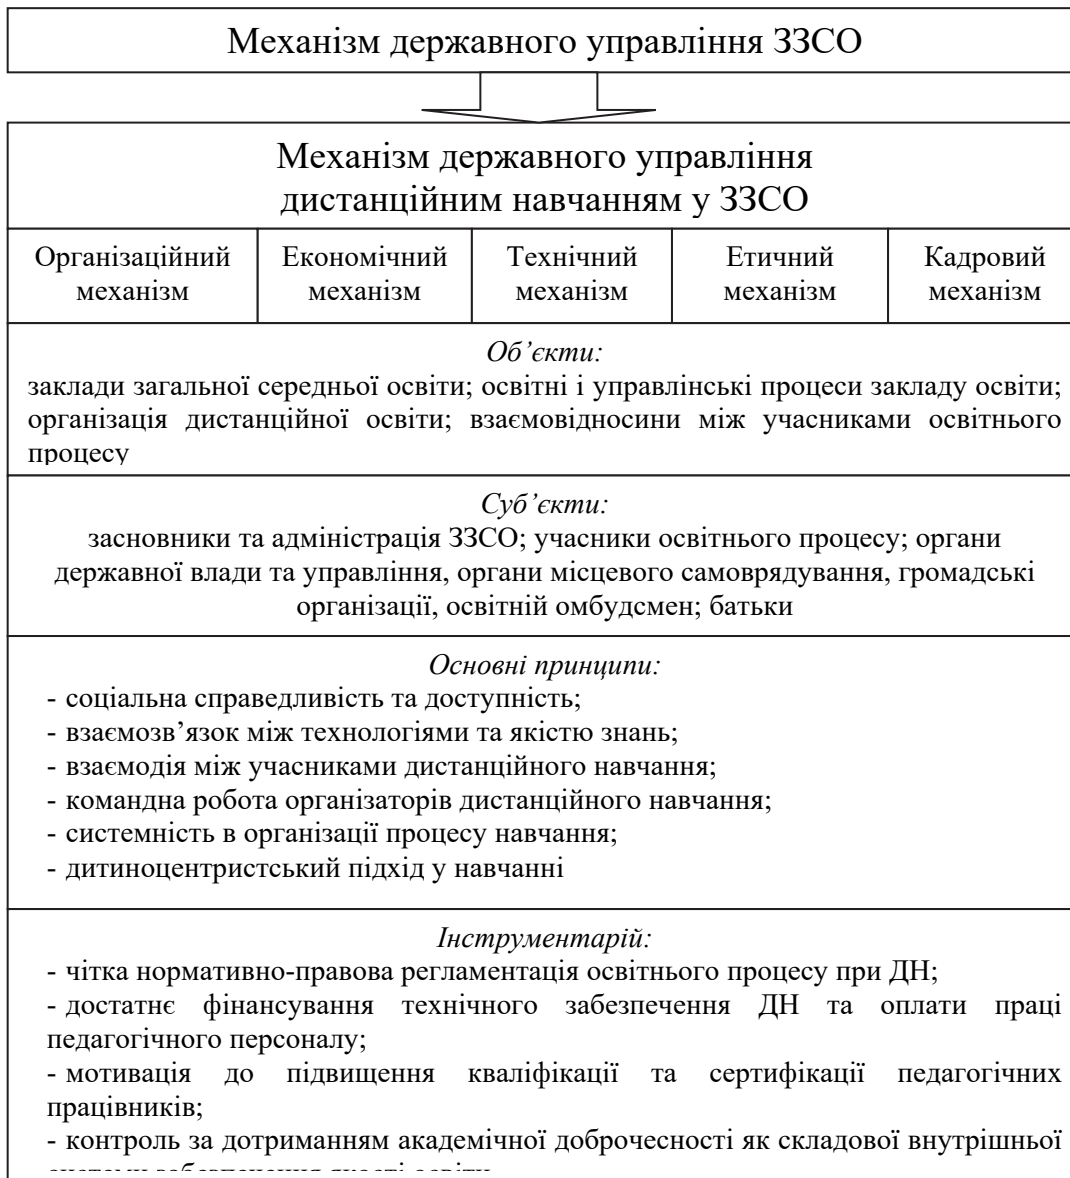 Механізм державного управління ЗЗСО
Механізм державного управління
дистанційним навчанням у ЗЗСО
Організаційний механізм
Економічний механізм
Технічний механізм
Етичний механізм
Кадровий механізм
Об’єкти:
заклади загальної середньої освіти; освітні і управлінські процеси закладу освіти;
організація дистанційної освіти; взаємовідносини між учасниками освітнього
процесу
Суб’єкти:
засновники та адміністрація ЗЗСО; учасники освітнього процесу; органи
державної влади та управління, органи місцевого самоврядування, громадські
організації, освітній омбудсмен; батьки
Основні принципи:
- соціальна справедливість та доступність;
- взаємозв’язок між технологіями та якістю знань;
- взаємодія між учасниками дистанційного навчання;
- командна робота організаторів дистанційного навчання;
- системність в організації процесу навчання;
- дитиноцентристський підхід у навчанні
Інструментарій:
- чітка нормативно-правова регламентація освітнього процесу при ДН;
- достатнє фінансування технічного забезпечення ДН та оплати праці
педагогічного персоналу;
- мотивація до підвищення кваліфікації та сертифікації педагогічних
працівників;
- контроль за дотриманням академічної доброчесності як складової внутрішньої
системи забезпечення якості освіти